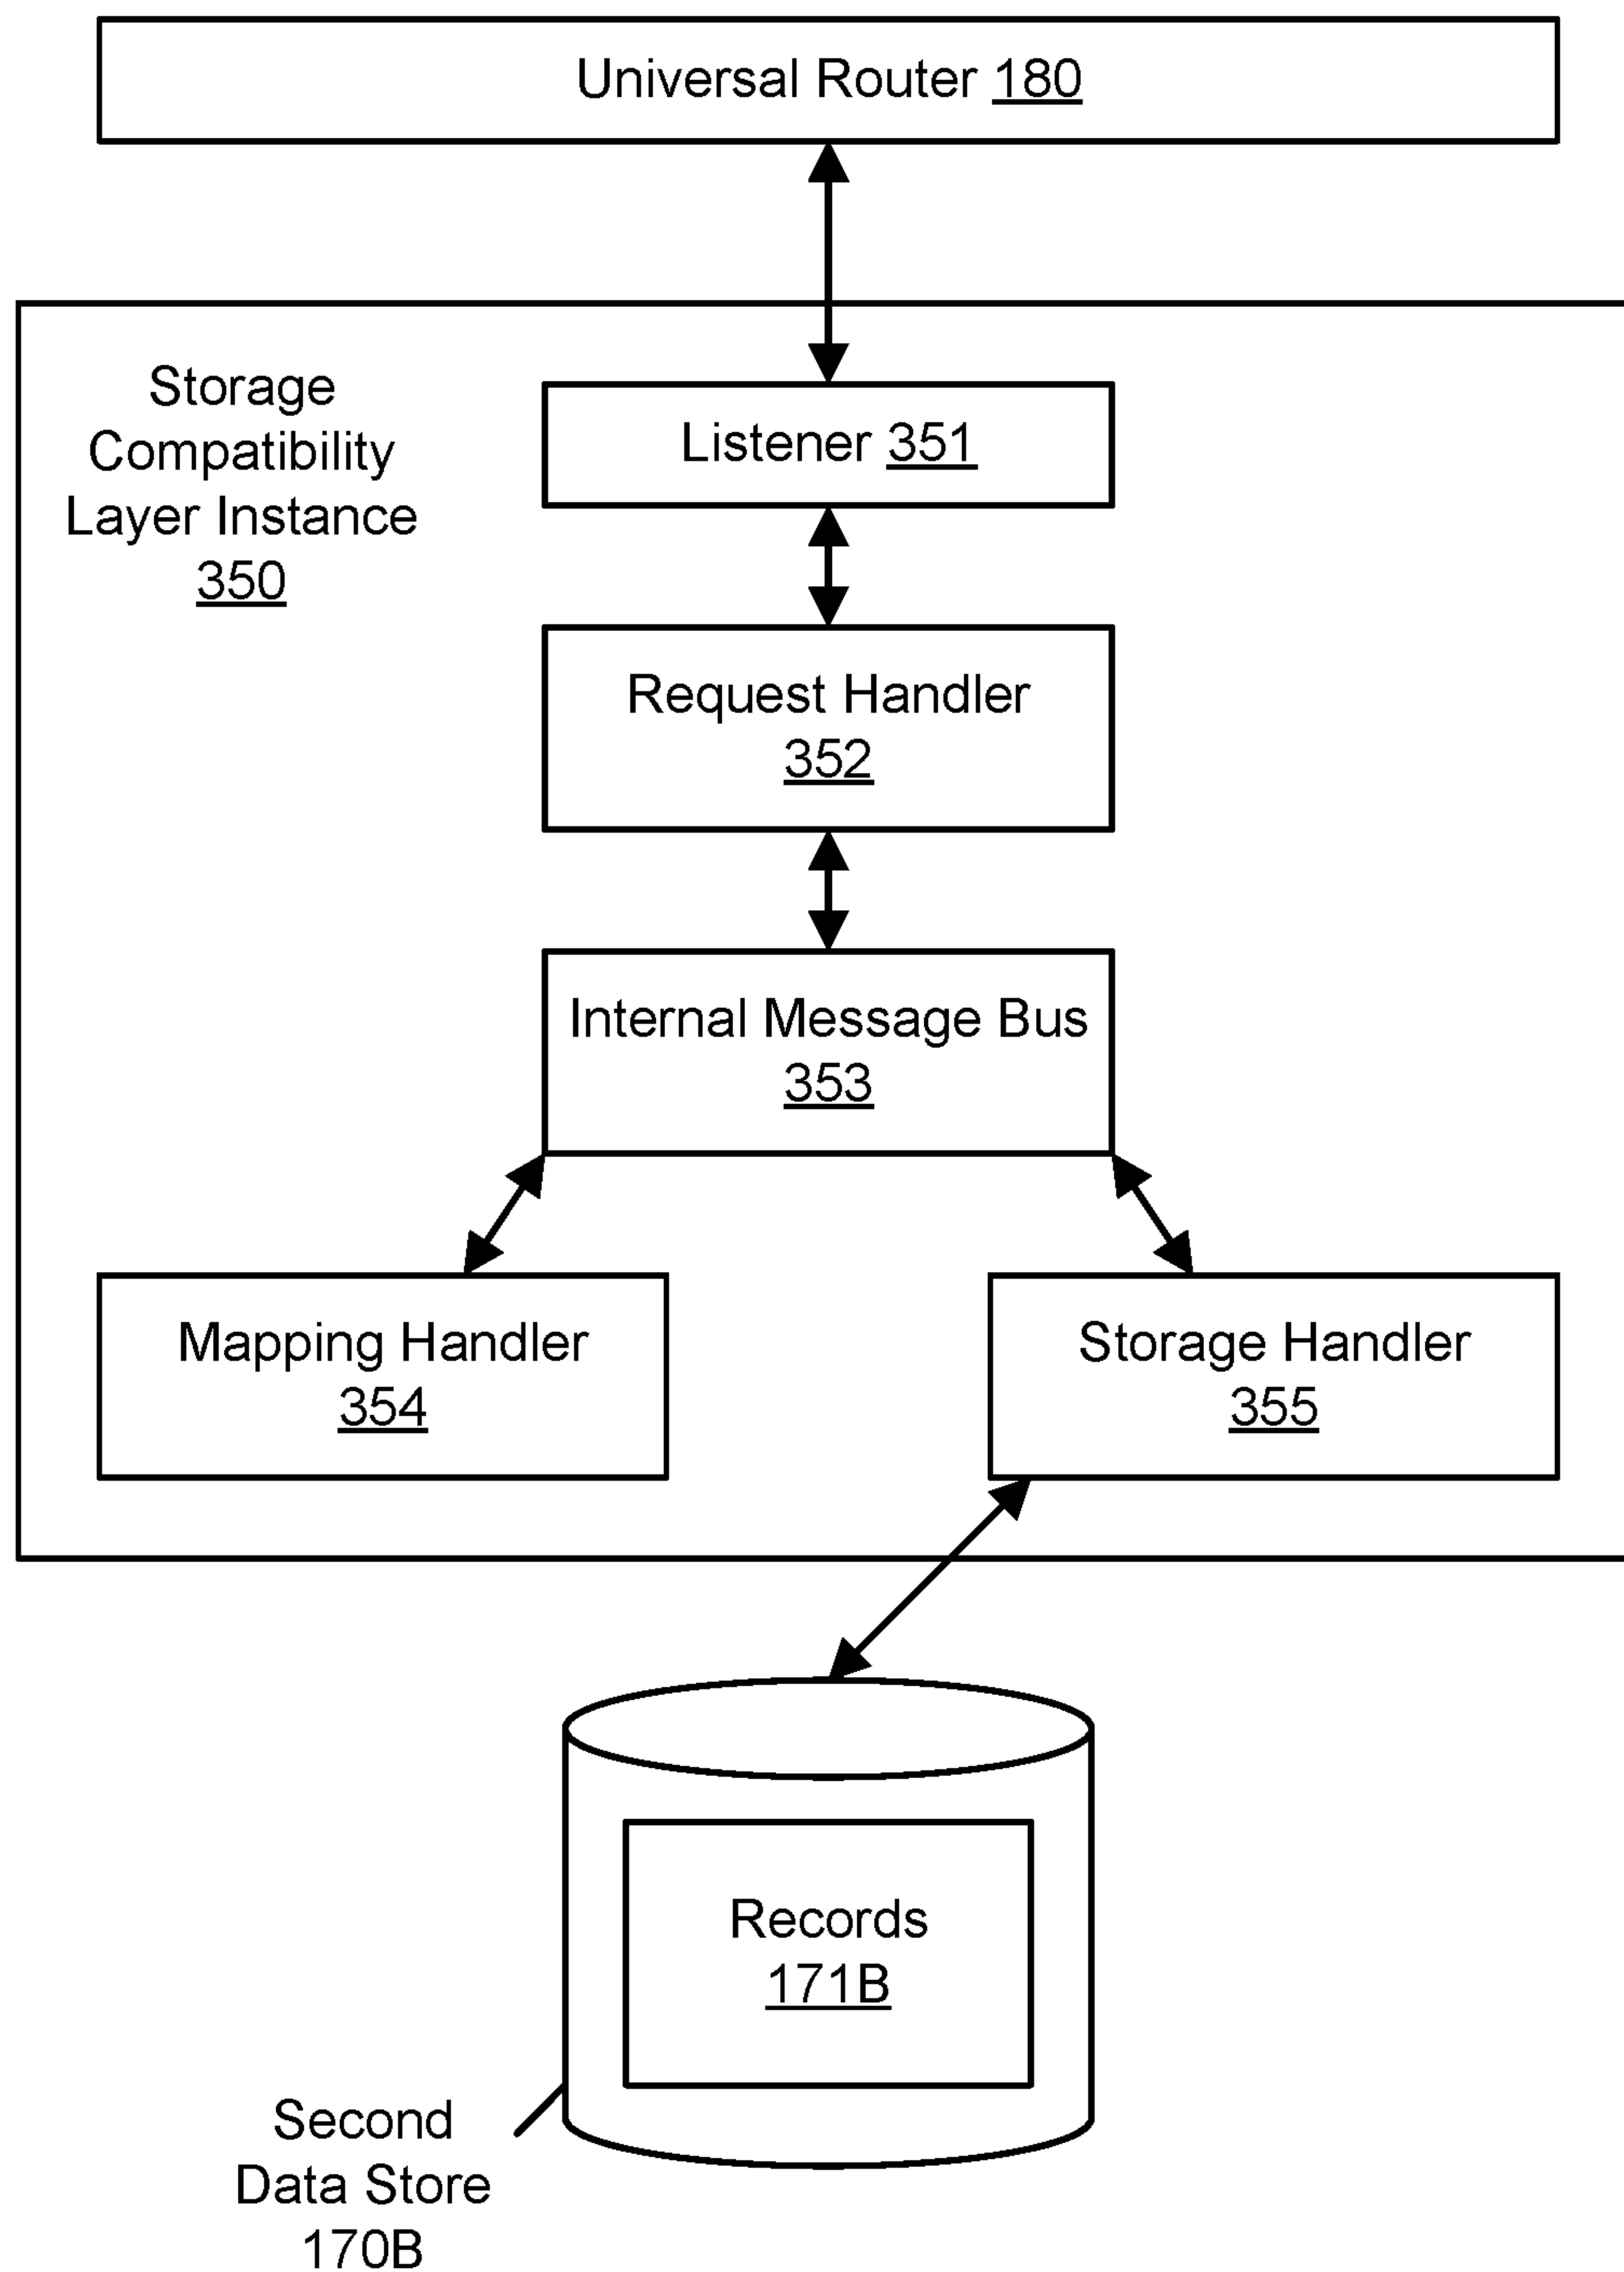 Universal Router 180
Storage
Compatibility
Layer Instance
350
Listener 351
Request Handler
352
Internal Message Bus
353
Mapping Handler
354
Storage Handler
355
Records
171B
Second
Data Store
170B